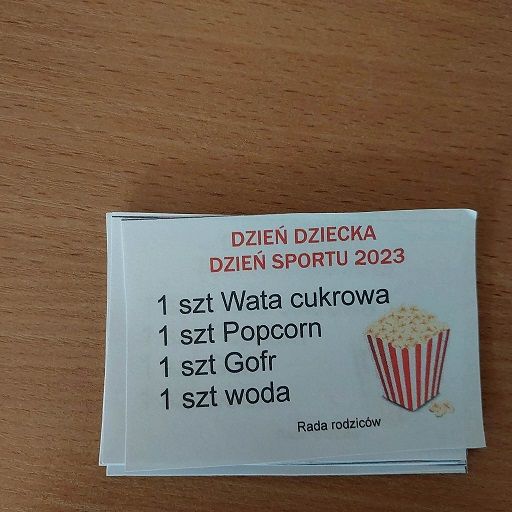 DZIEŃ DZIECKA
DZIEŃ SPORTU 2023
1 szt Wata cukrowa
1 szt Popcorn
1 szt Gofr
1 szt woda
Rada rodziców